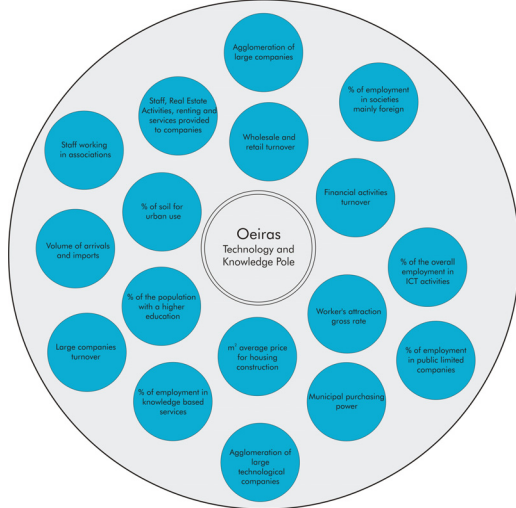 Agglomeration of
large companies
% of employment in
societies
mainly foreign
Staff, Real Estate
Activities, renting and
services provided
to companies
Wholesale and
retail turnover
Staff working
in associations
Financial activities
turnover
% of soil for
urban use
Oeiras
Technology and
Knowledge Pole
Volume of arrivals
and imports
% of the overall
employment in
ICT activities
% of the population
with a higher
education
Worker's attraction
gross rate
Large companies
turnover
m² average price
for housing
construction
% of employment
in public limited
companies
% of employment in
knowledge based
services
Municipal purchasing
power
Agglomeration of
large
technological
companies